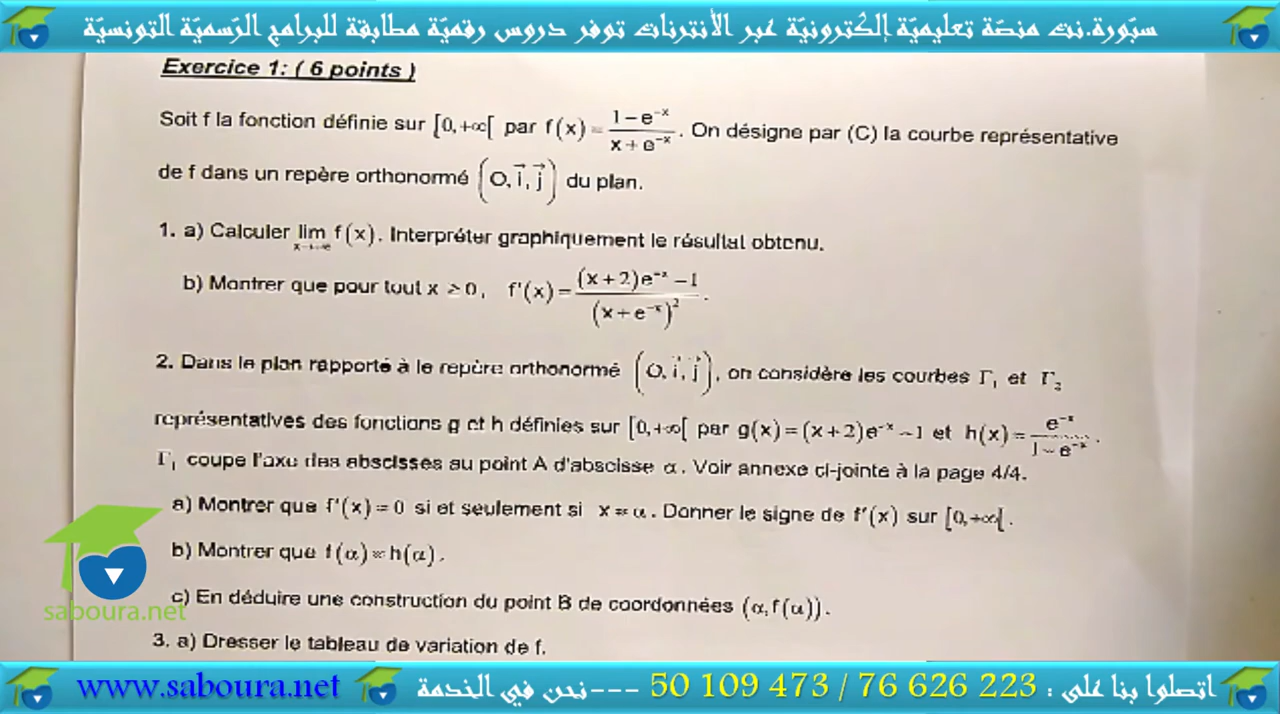 سبّورة.نت منصّة تعليميّة إلكترونيّة عبر الأنترنات توفر دروس رقميّة مطابقة للبرامج الرّسميّة التونسيّة
Exercice 1: ( 6 points )
Soit f la fonction définie sur [0,+∞[ par f(x) = (1-e^{-x})/(x+e^{-x}). On désigne par (C) la courbe représentative
de f dans un repère orthonormé (O, i⃗, j⃗) du plan.
1. a) Calculer lim f(x). Interpréter graphiquement le résultat obtenu.
x→+∞
b) Montrer que pour tout x ≥ 0, f'(x) = ((x+2)e^{-x} -1)/(x+e^{-x})².
2. Dans le plan rapporté à le repère orthonormé (O, i⃗, j⃗), on considère les courbes Γ₁ et Γ₂
représentatives des fonctions g et h définies sur [0,+∞[ par g(x) = (x+2)e^{-x} -1 et h(x) = e^{-x}/(1-e^{-x}).
Γ₁ coupe l'axe des abscisses au point A d'abscisse α. Voir annexe ci-jointe à la page 4/4.
a) Montrer que f'(x) = 0 si et seulement si x = α. Donner le signe de f'(x) sur [0,+∞[.
b) Montrer que f(α) = h(α).
c) En déduire une construction du point B de coordonnées (α, f(α)).
saboura.net
3. a) Dresser le tableau de variation de f.
www.saboura.net اتصلوا بنا على : 50 109 473 / 76 626 223 ---نحن في الخدمة